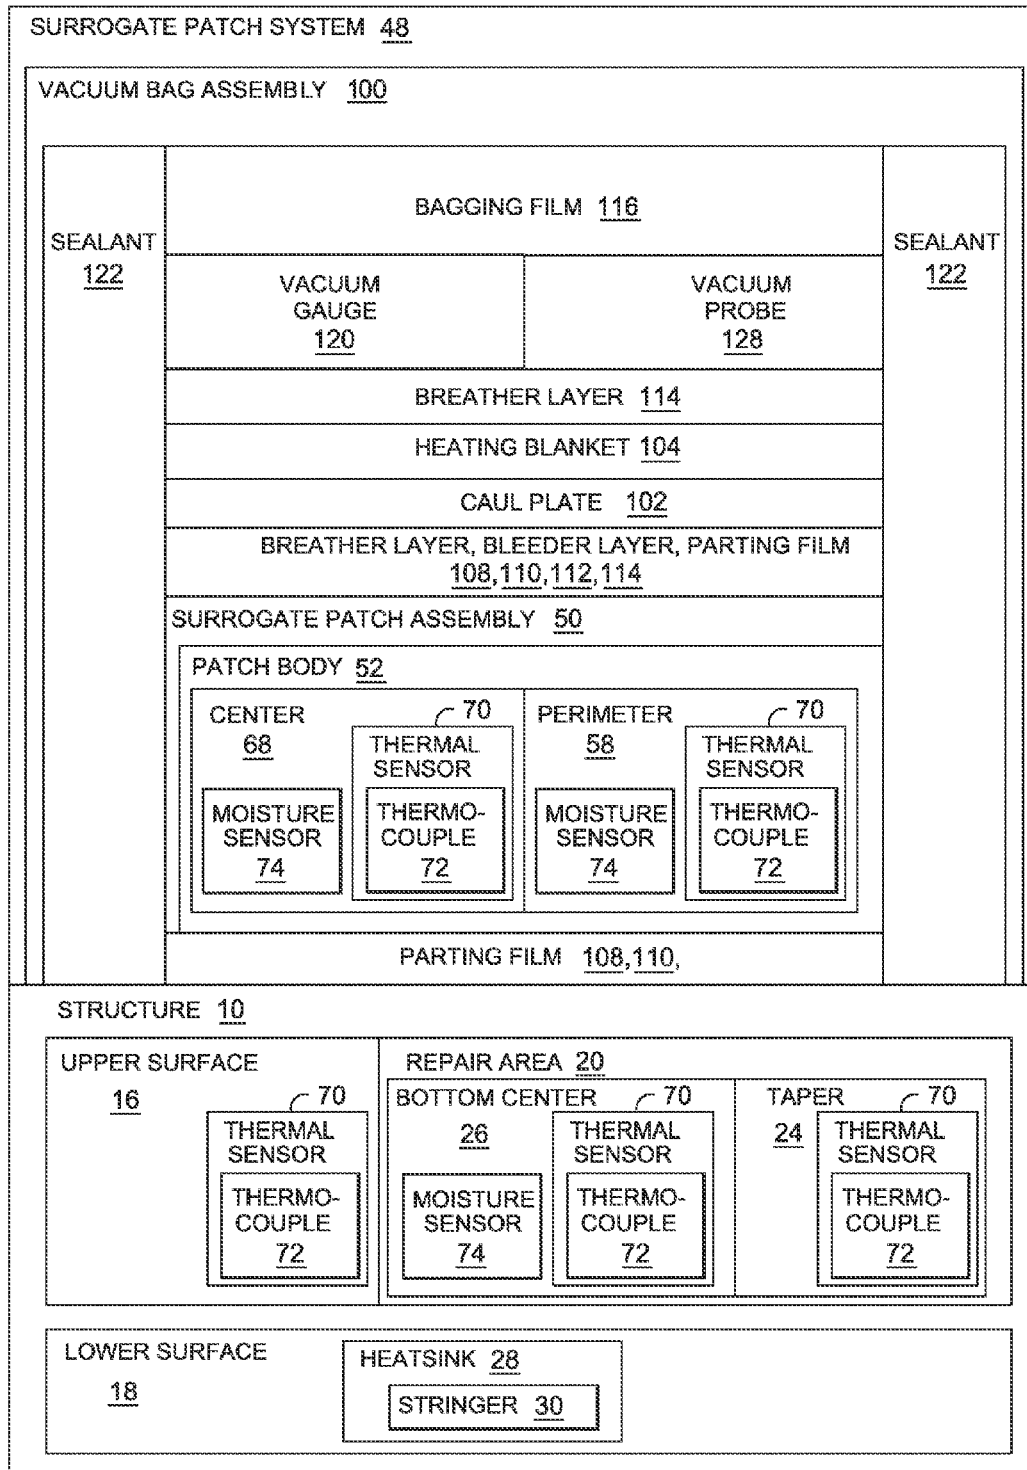 SURROGATE PATCH SYSTEM 48
VACUUM BAG ASSEMBLY 100
SEALANT
122
BAGGING FILM 116
SEALANT
122
VACUUM
GAUGE
120
VACUUM
PROBE
128
BREATHER LAYER 114
HEATING BLANKET 104
CAUL PLATE 102
BREATHER LAYER, BLEEDER LAYER, PARTING FILM
108,110,112,114
SURROGATE PATCH ASSEMBLY 50
PATCH BODY 52
CENTER
68
70
THERMAL
SENSOR
MOISTURE
SENSOR
74
THERMO-
COUPLE
72
PERIMETER
58
70
THERMAL
SENSOR
MOISTURE
SENSOR
74
THERMO-
COUPLE
72
PARTING FILM 108,110,
STRUCTURE 10
UPPER SURFACE
16
70
THERMAL
SENSOR
THERMO-
COUPLE
72
REPAIR AREA 20
BOTTOM CENTER
26
70
THERMAL
SENSOR
MOISTURE
SENSOR
74
THERMO-
COUPLE
72
TAPER
24
70
THERMAL
SENSOR
THERMO-
COUPLE
72
LOWER SURFACE
18
HEATSINK 28
STRINGER 30